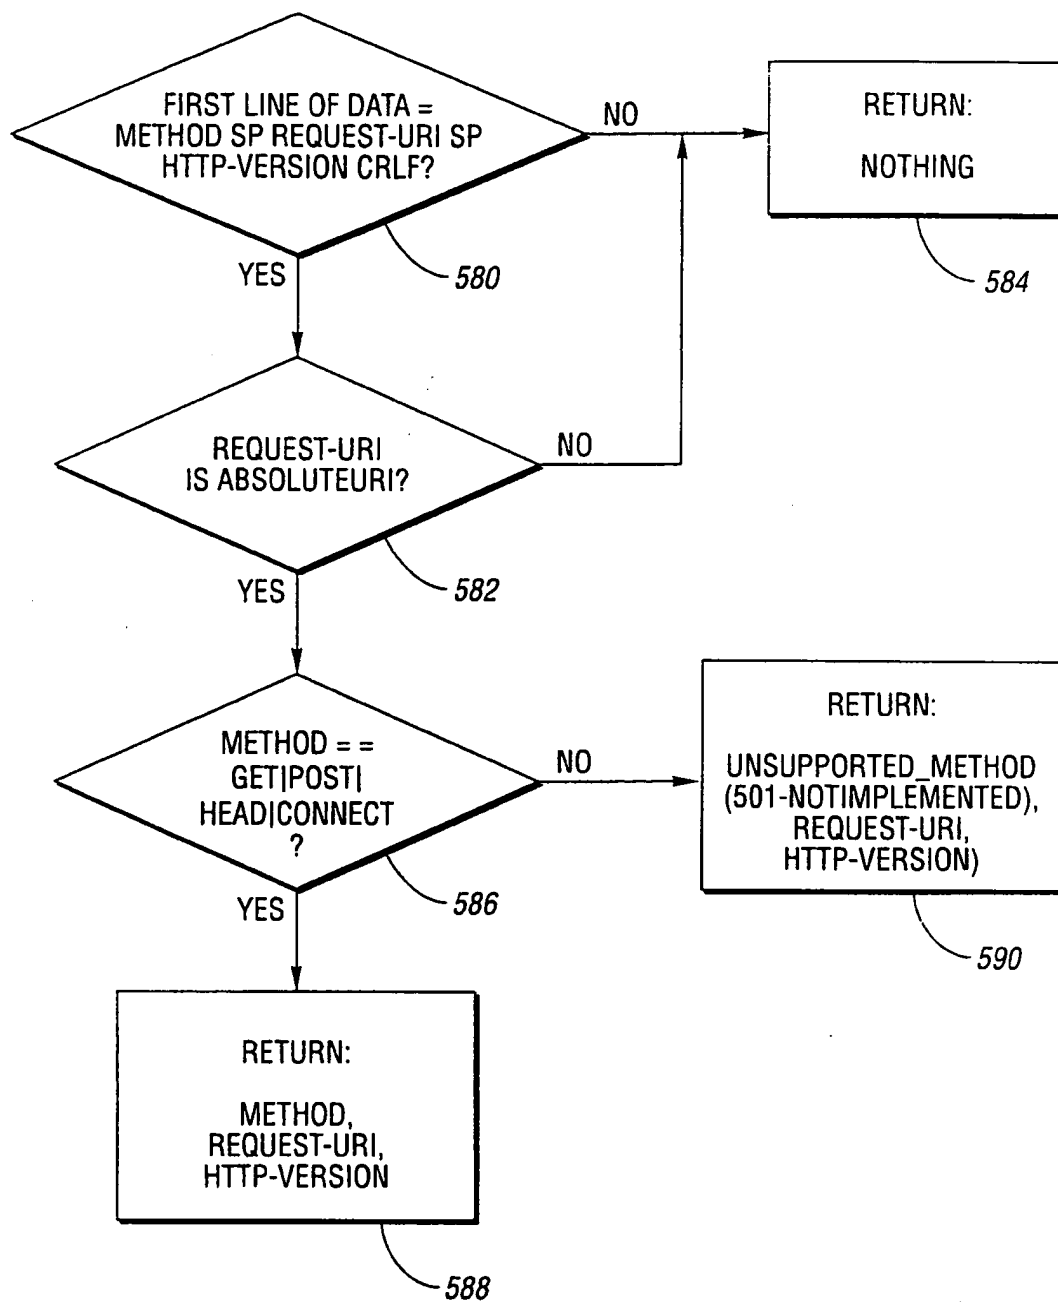 FIRST LINE OF DATA =
METHOD SP REQUEST-URI SP
HTTP-VERSION CRLF?
NO
RETURN:
NOTHING
YES
580
584
REQUEST-URI
IS ABSOLUTEURI?
NO
YES
582
METHOD = =
GET|POST|
HEAD|CONNECT
?
NO
RETURN:
UNSUPPORTED_METHOD
(501-NOTIMPLEMENTED),
REQUEST-URI,
HTTP-VERSION)
YES
586
590
RETURN:
METHOD,
REQUEST-URI,
HTTP-VERSION
588